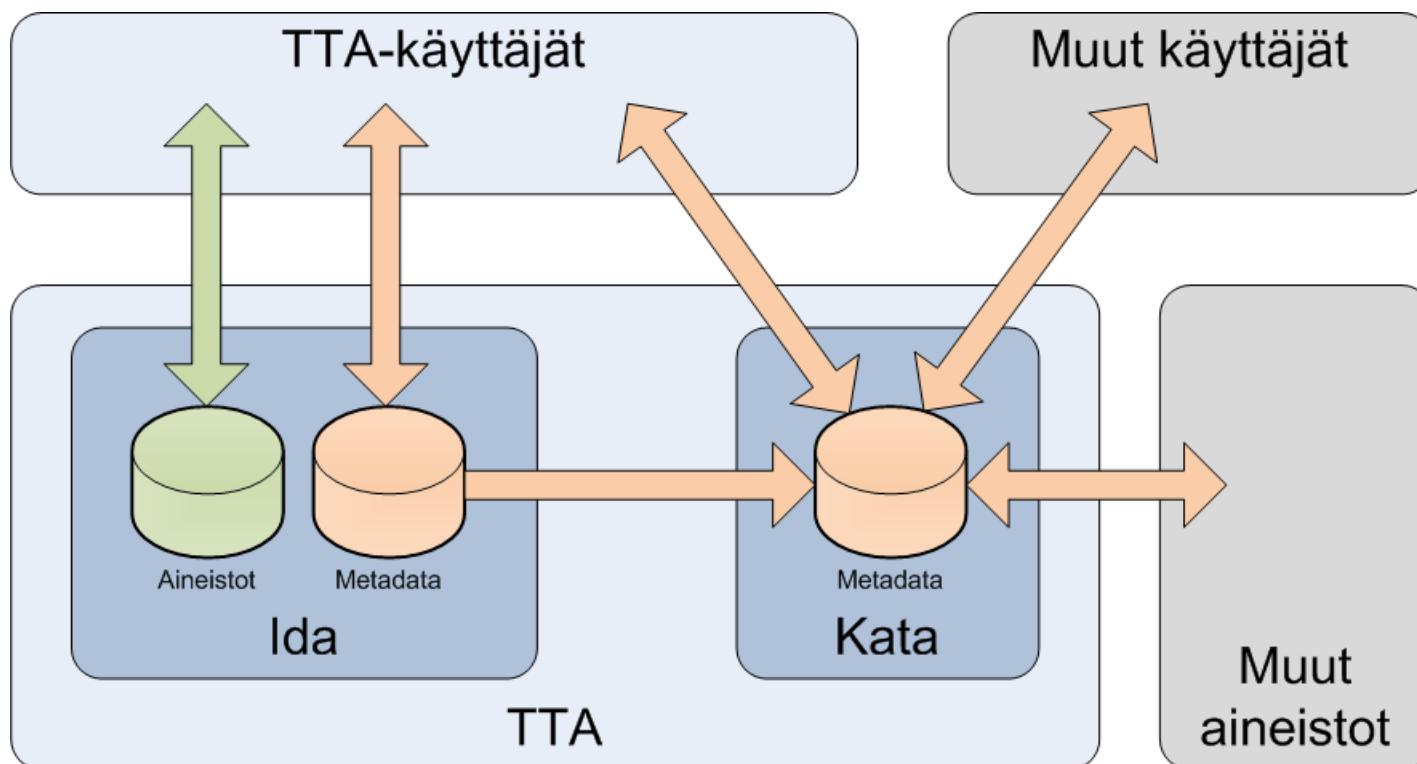 TTA-käyttäjät
Muut käyttäjät
Aineistot
Metadata
Metadata
Ida
Kata
TTA
Muut
aineistot